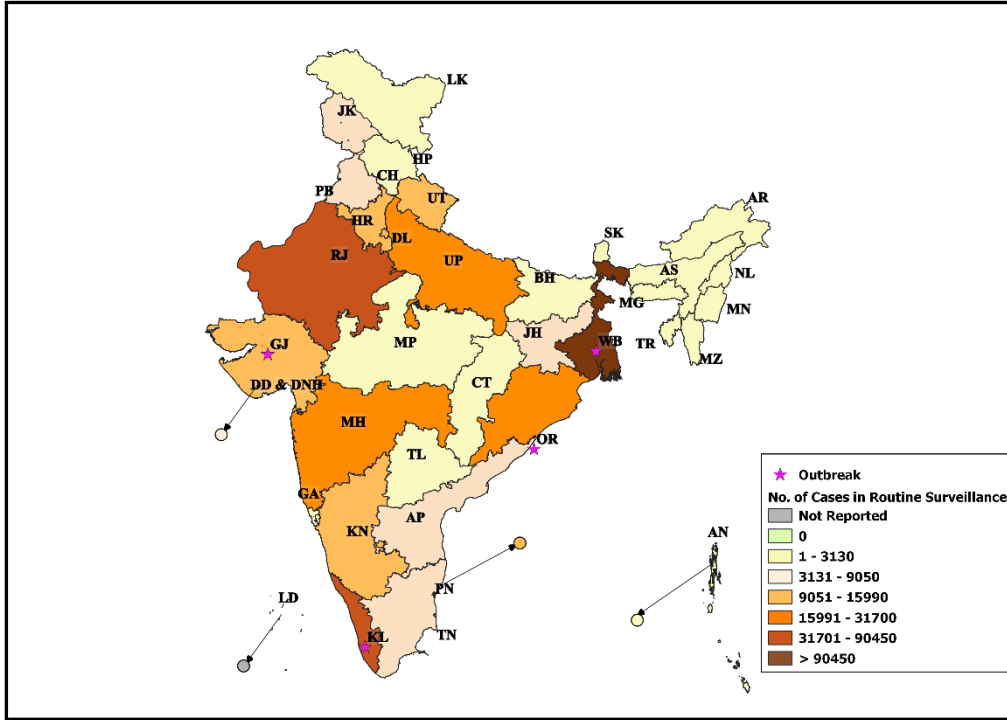 LK
JK
HP
CH
PB
UT
AR
HR
DL
SK
RJ
UP
AS
NL
BH
MG
MN
JH
WB
TR
MP
MZ
GJ
CT
DD & DNH
MH
OR
TL
GA
AP
KN
AN
PN
LD
TN
KL
Outbreak
No. of Cases in Routine Surveillance
Not Reported
0
1 - 3130
3131 - 9050
9051 - 15990
15991 - 31700
31701 - 90450
> 90450